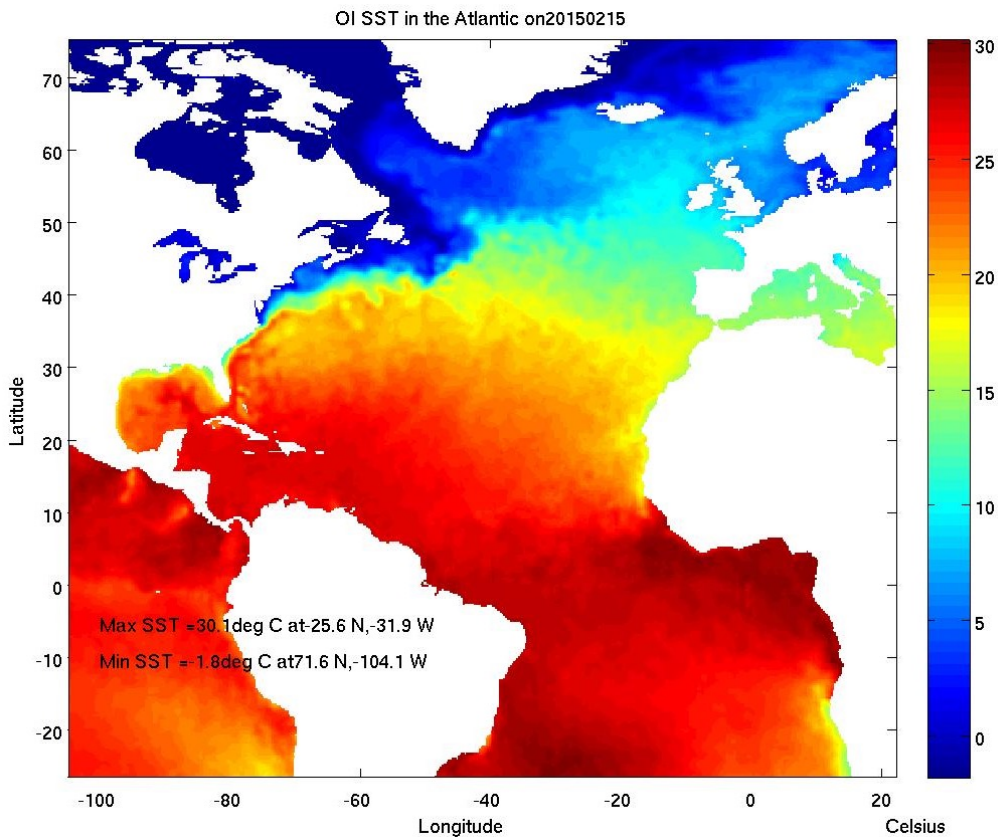 OI SST in the Atlantic on20150215
70
60
50
40
30
20
10
0
-10
-20
Latitude
Max SST =30.1deg C at-25.6 N,-31.9 W
Min SST =-1.8deg C at71.6 N,-104.1 W
-100 -80 -60 -40 -20 0 20
Longitude
30
25
20
15
10
5
0
Celsius